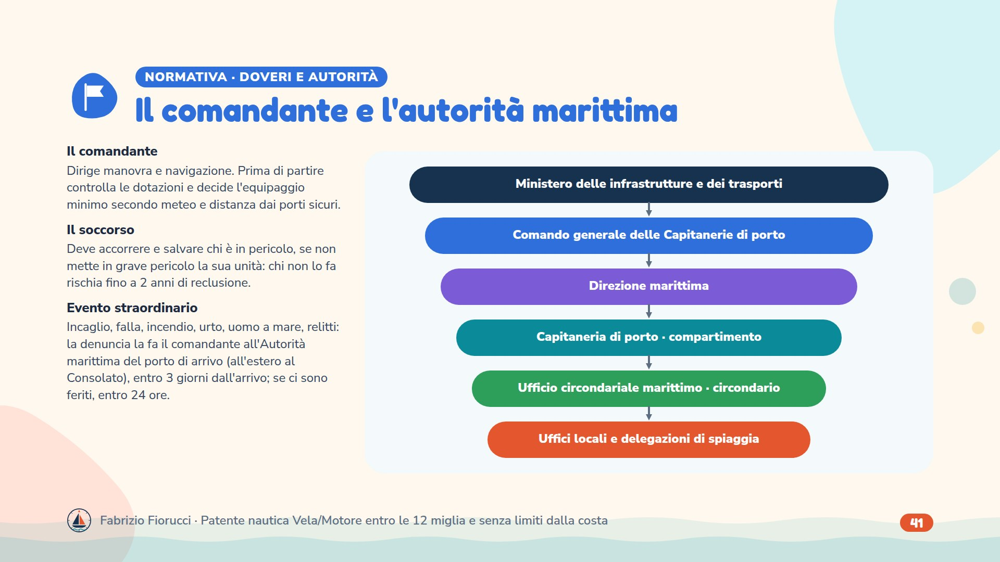 NORMATIVA · DOVERI E AUTORITÀ
Il comandante e l'autorità marittima
Il comandante
Dirige manovra e navigazione. Prima di partire
controlla le dotazioni e decide l'equipaggio
minimo secondo meteo e distanza dai porti sicuri.
Il soccorso
Deve accorrere e salvare chi è in pericolo, se non
mette in grave pericolo la sua unità: chi non lo fa
rischia fino a 2 anni di reclusione.
Evento straordinario
Incaglio, falla, incendio, urto, uomo a mare, relitti:
la denuncia la fa il comandante all'Autorità
marittima del porto di arrivo (all'estero al
Consolato), entro 3 giorni dall'arrivo; se ci sono
feriti, entro 24 ore.
Ministero delle infrastrutture e dei trasporti
Comando generale delle Capitanerie di porto
Direzione marittima
Capitaneria di porto · compartimento
Ufficio circondariale marittimo · circondario
Uffici locali e delegazioni di spiaggia
Fabrizio Fiorucci · Patente nautica Vela/Motore entro le 12 miglia e senza limiti dalla costa
41